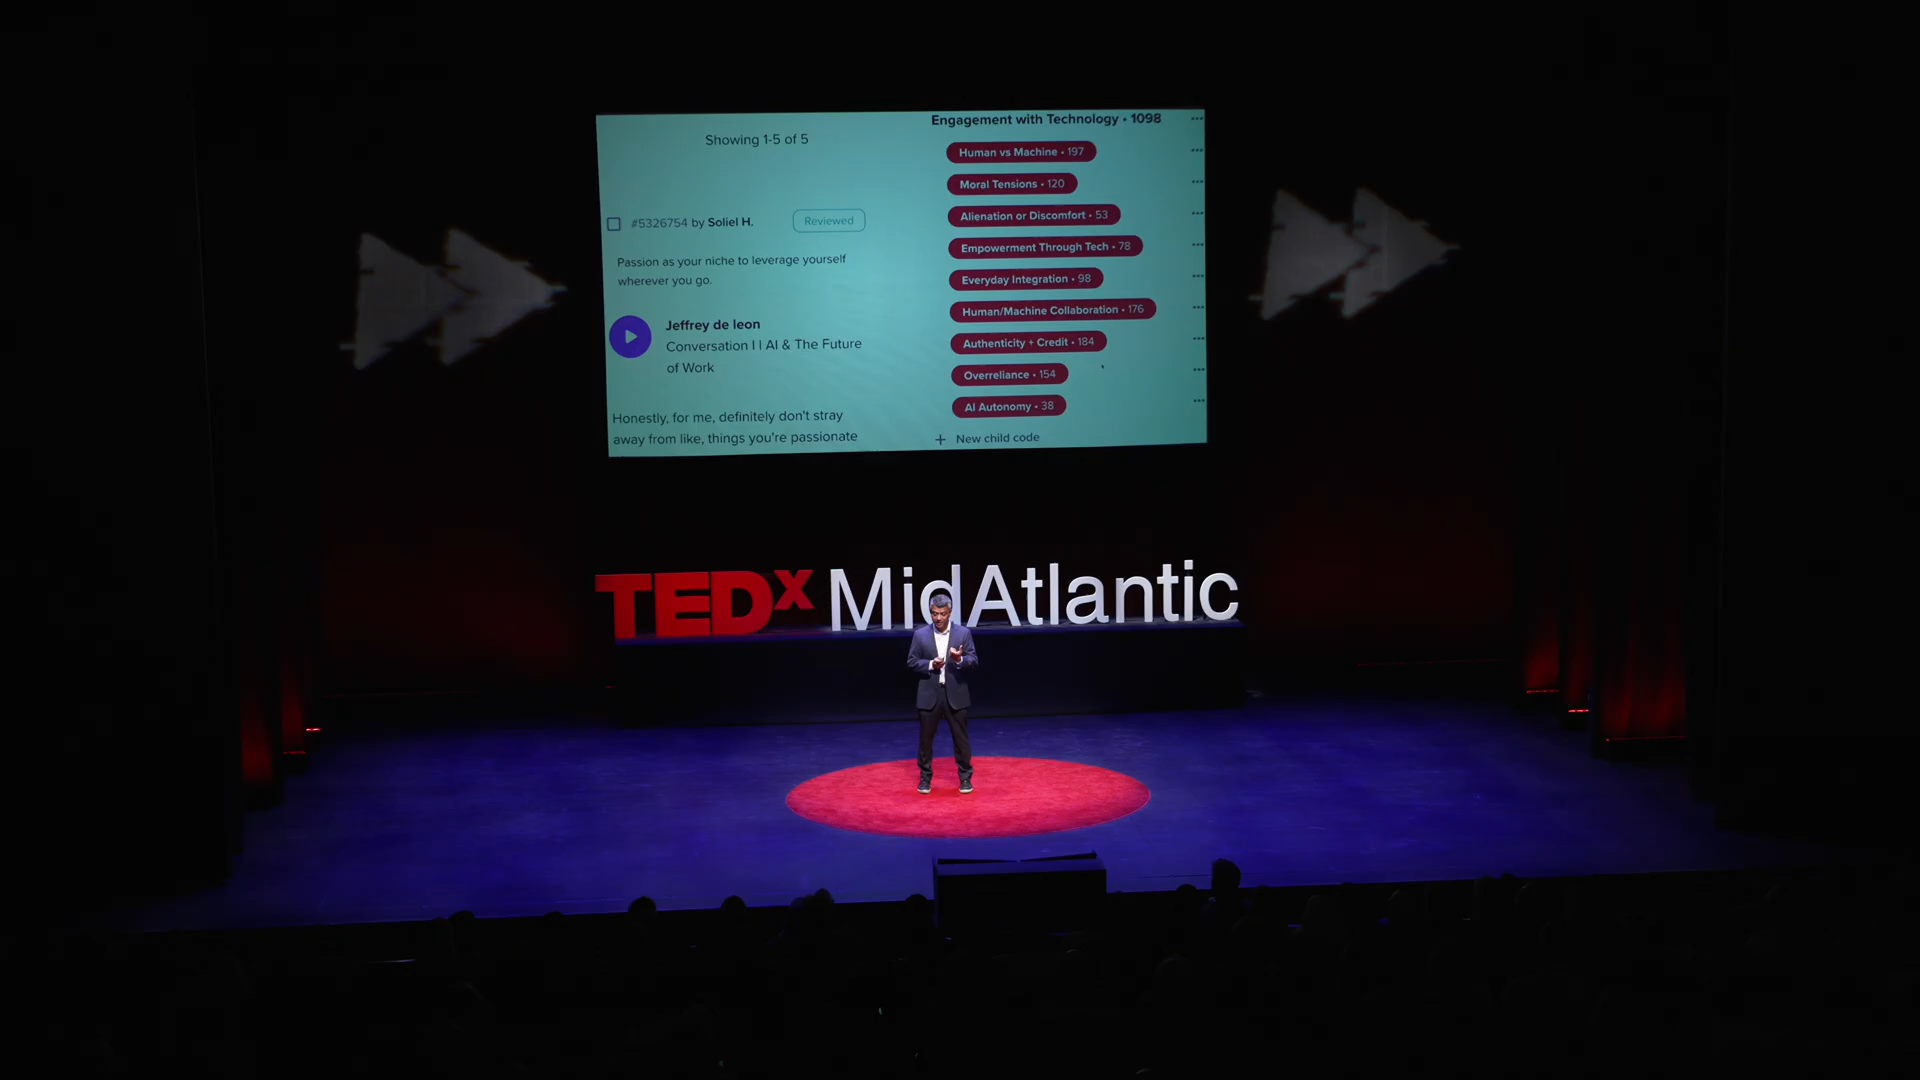 Showing 1-5 of 5
#5326754 by Soliel H.
Reviewed
Passion as your niche to leverage yourself
wherever you go.
Jeffrey de leon
Conversation I I AI & The Future
of Work
Honestly, for me, definitely don't stray
away from like, things you're passionate
Engagement with Technology • 1098
Human vs Machine • 197
Moral Tensions • 120
Alienation or Discomfort • 53
Empowerment Through Tech • 78
Everyday Integration • 98
Human/Machine Collaboration • 176
Authenticity + Credit • 184
Overreliance • 154
AI Autonomy • 38
+ New child code
TEDx MidAtlantic